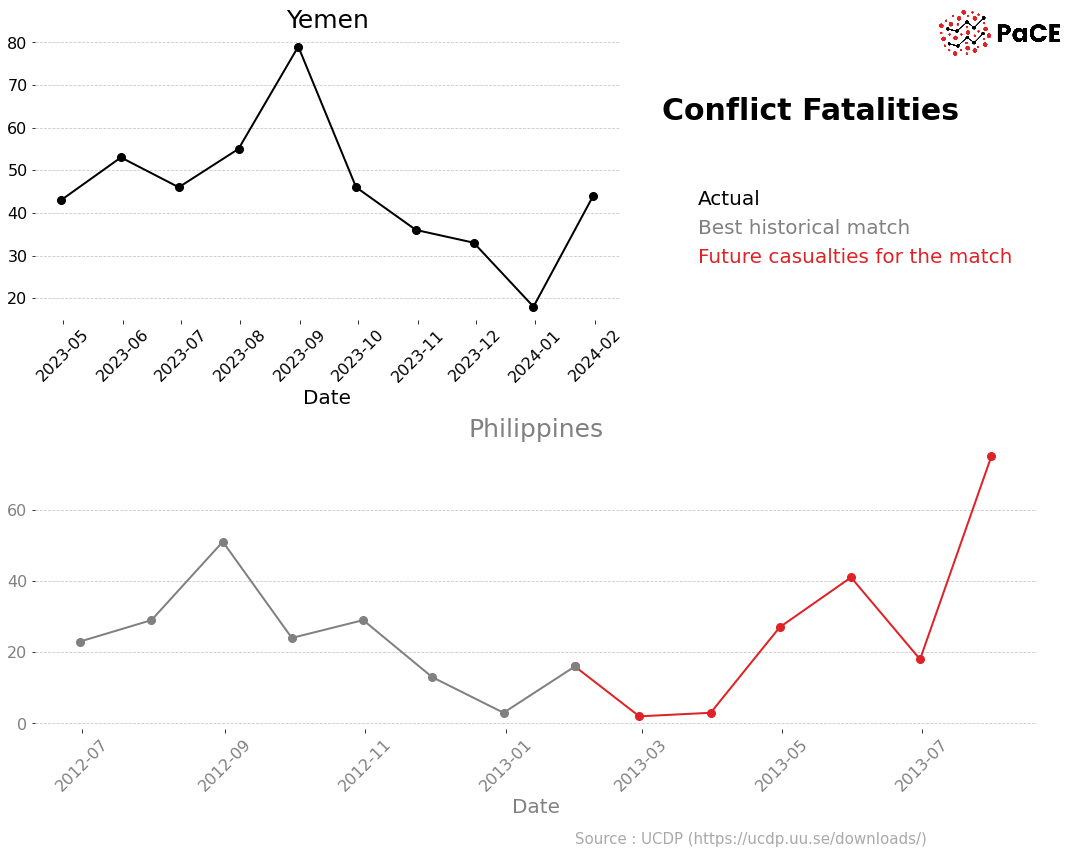 Yemen
PaCE
80
70
60
50
40
30
20
2023-05
2023-06
2023-07
2023-08
2023-09
2023-10
2023-11
2023-12
2024-01
2024-02
Date
Conflict Fatalities
Actual
Best historical match
Future casualties for the match
Philippines
60
40
20
0
2012-07
2012-09
2012-11
2013-01
2013-03
2013-05
2013-07
Date
Source : UCDP (https://ucdp.uu.se/downloads/)